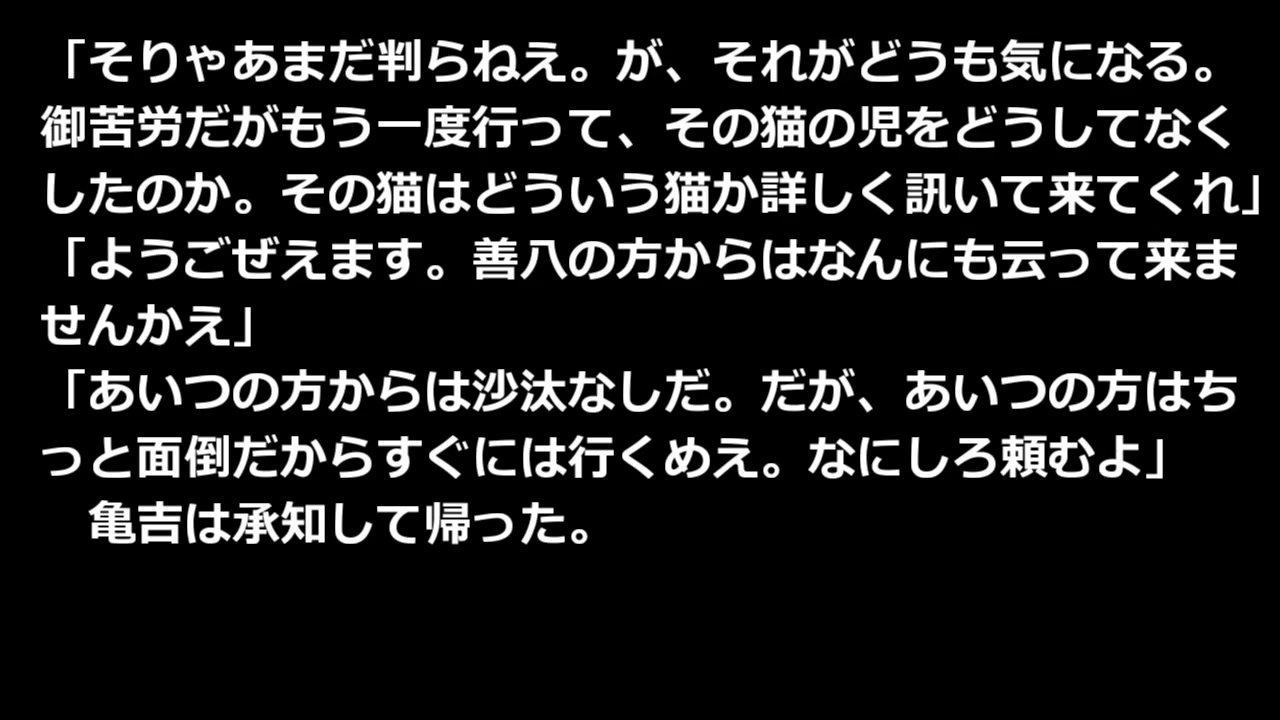 「そりゃあまだ判らねえ。が、それがどうも気になる。
御苦労だがもう一度行って、その猫の児をどうしてなく
したのか。その猫はどういう猫か詳しく訊いて来てくれ」
「ようごぜえます。善八の方からはなんにも云って来ま
せんかえ」
「あいつの方からは沙汰なしだ。だが、あいつの方はち
っと面倒だからすぐには行くめえ。なにしろ頼むよ」
　亀吉は承知して帰った。